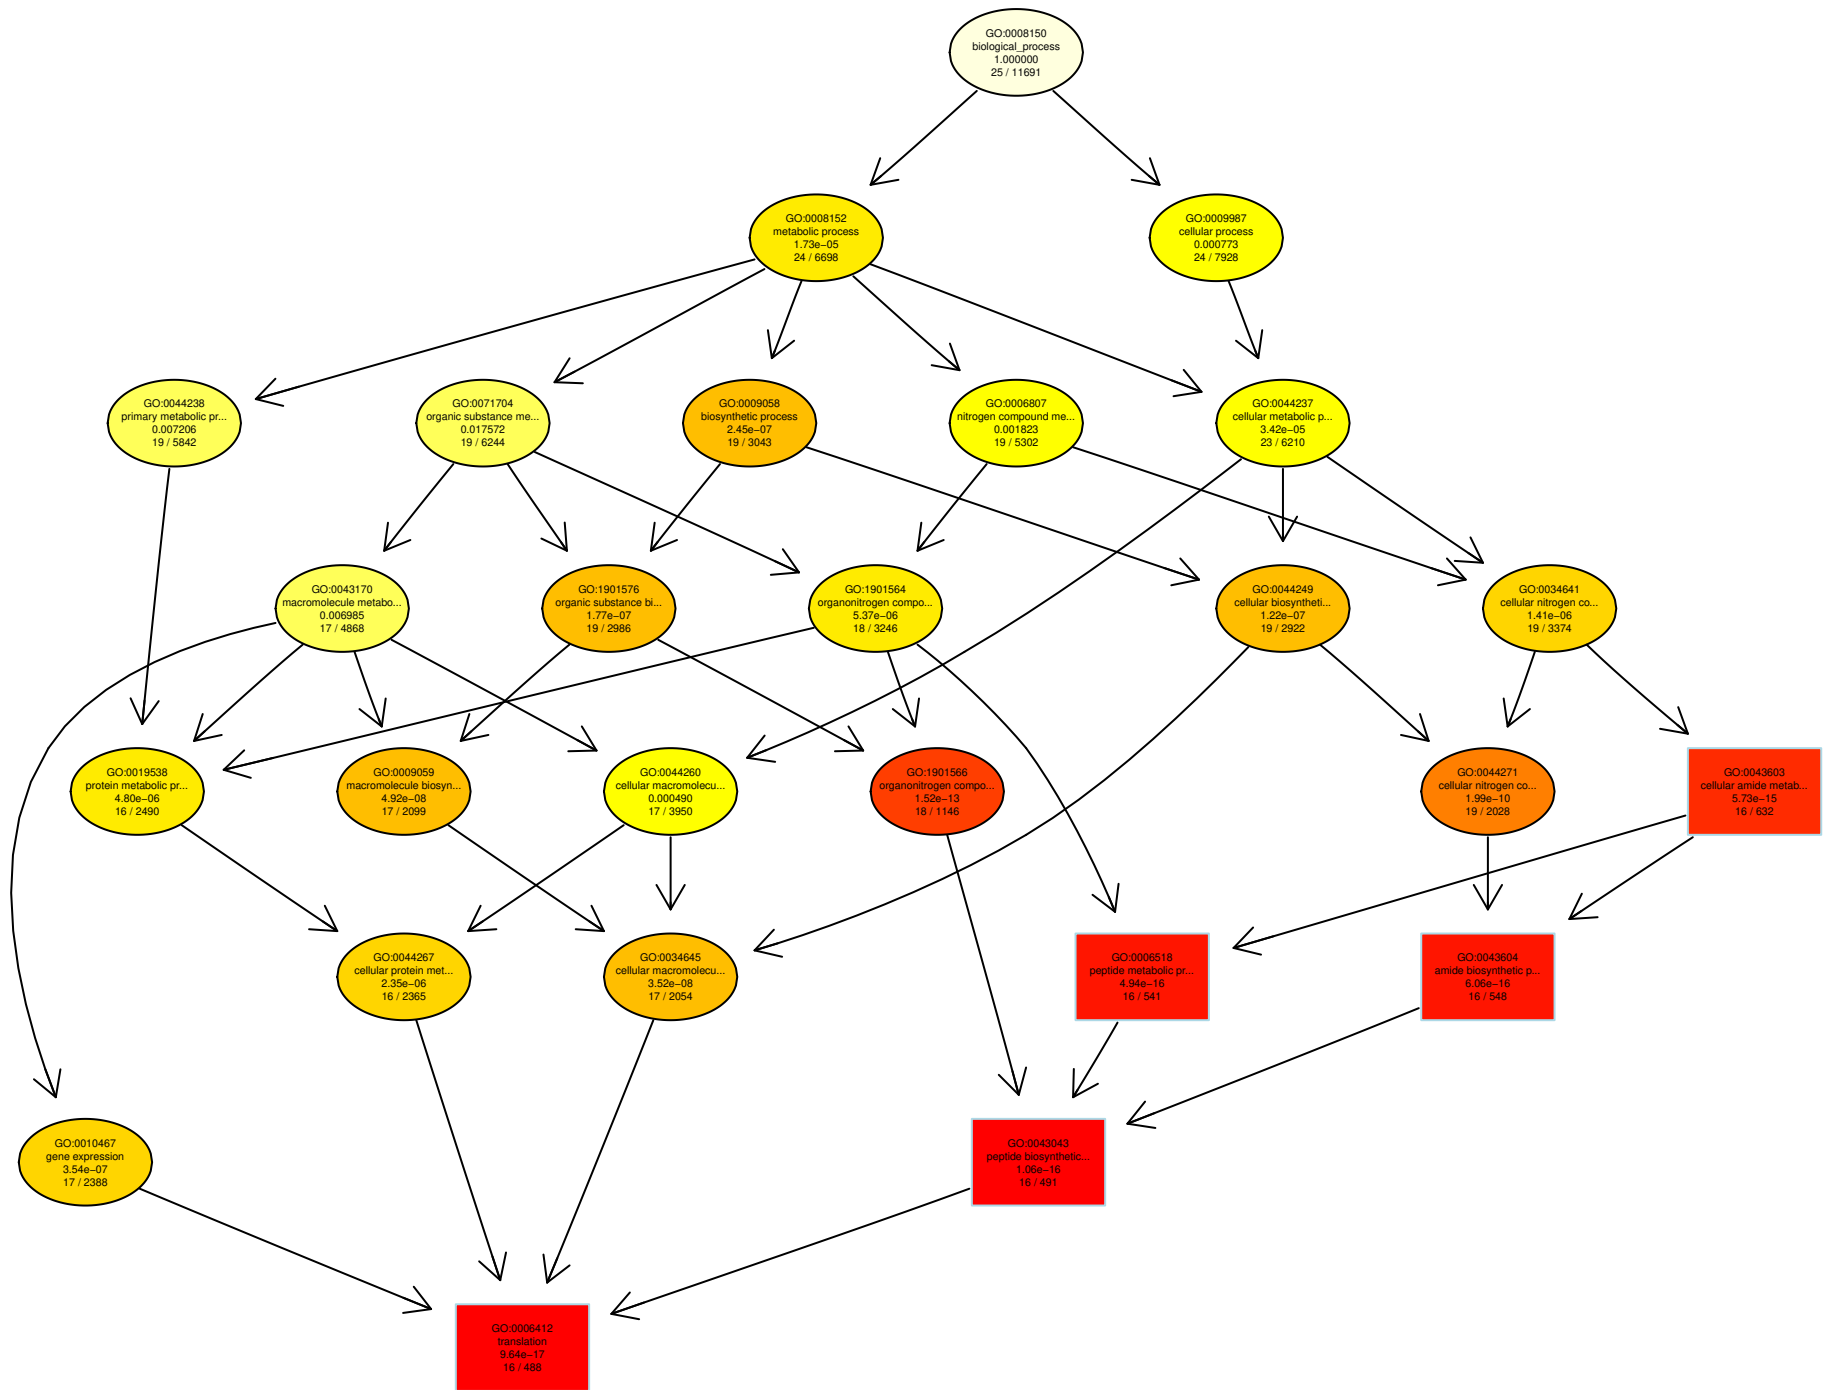 GO:0008150
biological_process
1.000000
25 / 11691
GO:0008152
metabolic process
1.73e−05
24 / 6698
GO:0009987
cellular process
0.000773
24 / 7928
GO:0044238
primary metabolic pr...
0.007206
19 / 5842
GO:0071704
organic substance me...
0.017572
19 / 6244
GO:0009058
biosynthetic process
2.45e−07
19 / 3043
GO:0006807
nitrogen compound me...
0.001823
19 / 5302
GO:0044237
cellular metabolic p...
3.42e−05
23 / 6210
GO:0043170
macromolecule metabo...
0.006985
17 / 4868
GO:1901576
organic substance bi...
1.77e−07
19 / 2986
GO:1901564
organonitrogen compo...
5.37e−06
18 / 3246
GO:0044249
cellular biosyntheti...
1.22e−07
19 / 2922
GO:0034641
cellular nitrogen co...
1.41e−06
19 / 3374
GO:0019538
protein metabolic pr...
4.80e−06
16 / 2490
GO:0009059
macromolecule biosyn...
4.92e−08
17 / 2099
GO:0044260
cellular macromolecu...
0.000490
17 / 3950
GO:1901566
organonitrogen compo...
1.52e−13
18 / 1146
GO:0044271
cellular nitrogen co...
1.99e−10
19 / 2028
GO:0043603
cellular amide metab...
5.73e−15
16 / 632
GO:0044267
cellular protein met...
2.35e−06
16 / 2365
GO:0034645
cellular macromolecu...
3.52e−08
17 / 2054
GO:0006518
peptide metabolic pr...
4.94e−16
16 / 541
GO:0043604
amide biosynthetic p...
6.06e−16
16 / 548
GO:0010467
gene expression
3.54e−07
17 / 2388
GO:0043043
peptide biosynthetic...
1.06e−16
16 / 491
GO:0006412
translation
9.64e−17
16 / 488